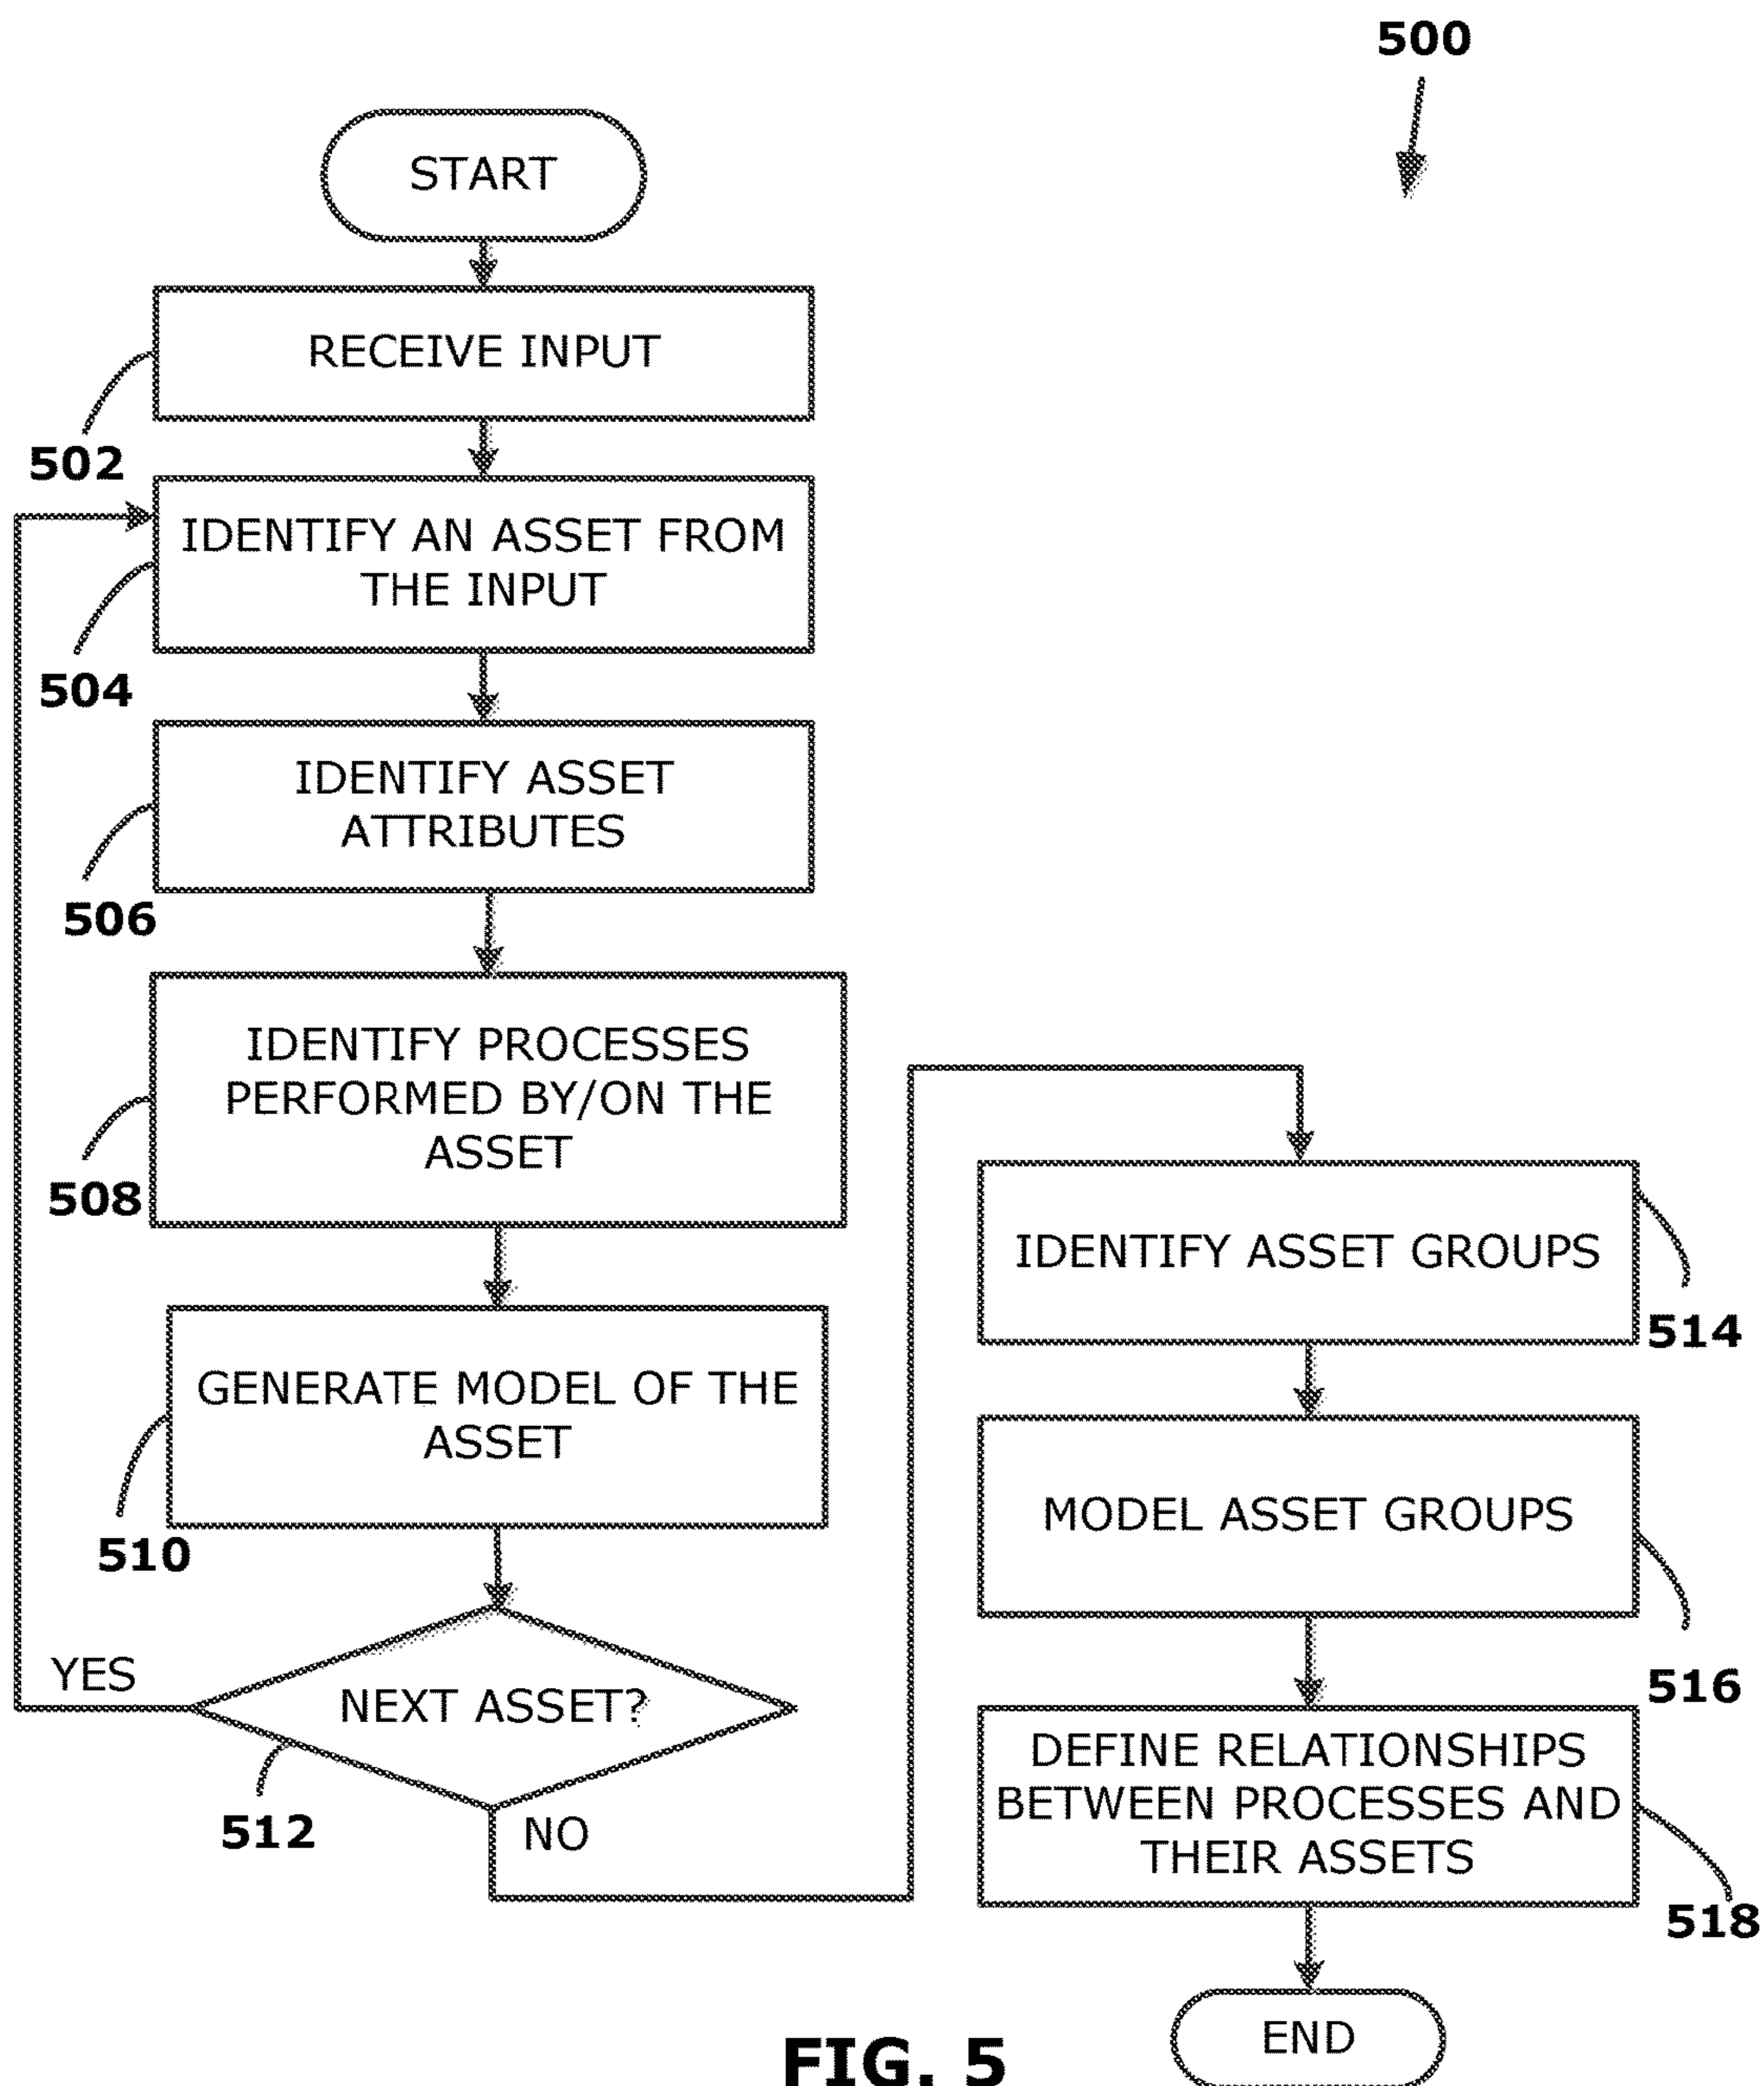 500
START
RECEIVE INPUT
502
IDENTIFY AN ASSET FROM
THE INPUT
504
IDENTIFY ASSET
ATTRIBUTES
506
IDENTIFY PROCESSES
PERFORMED BY/ON THE
ASSET
508
GENERATE MODEL OF THE
ASSET
510
YES
NEXT ASSET?
512
NO
IDENTIFY ASSET GROUPS
514
MODEL ASSET GROUPS
516
DEFINE RELATIONSHIPS
BETWEEN PROCESSES AND
THEIR ASSETS
518
END
FIG. 5